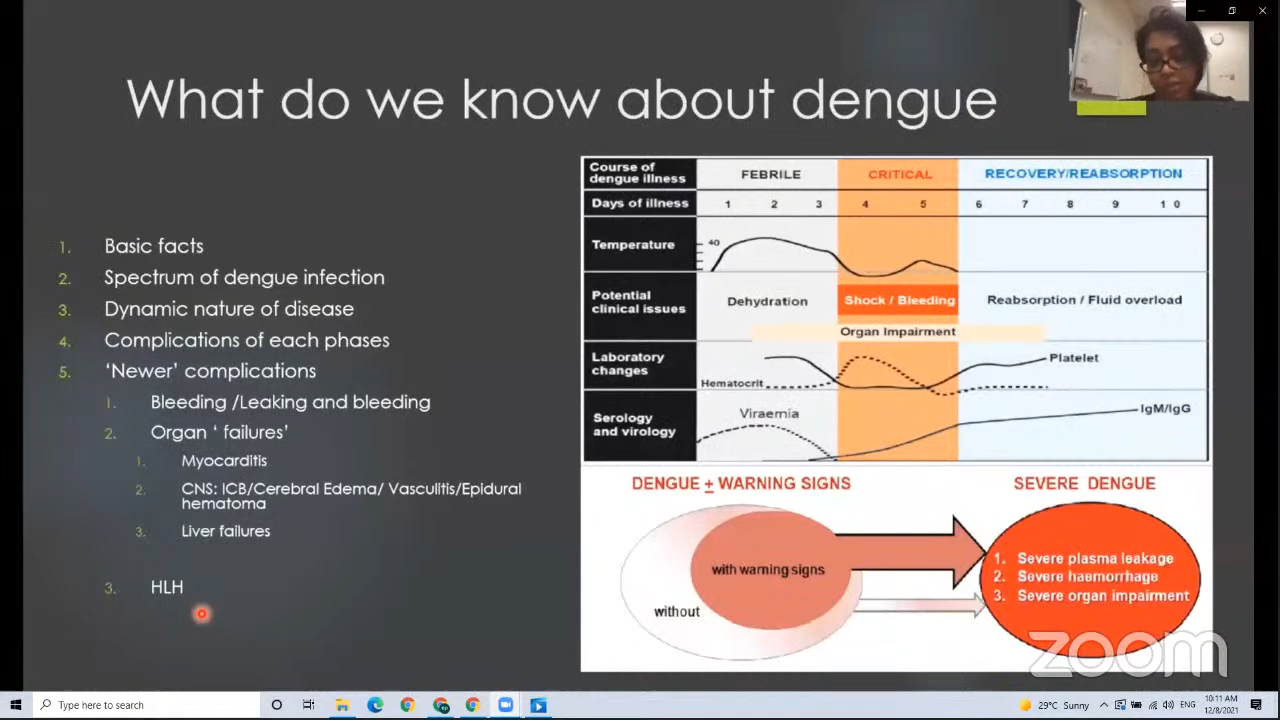 What do we know about dengue
1. Basic facts
2. Spectrum of dengue infection
3. Dynamic nature of disease
4. Complications of each phases
5. ‘Newer’ complications
1. Bleeding /Leaking and bleeding
2. Organ ‘ failures’
1. Myocarditis
2. CNS: ICB/Cerebral Edema/ Vasculitis/Epidural
hematoma
3. Liver failures
3. HLH
Course of
dengue illness
FEBRILE
CRITICAL
RECOVERY/REABSORPTION
Days of illness
1 2 3 4 5 6 7 8 9 1 0
Temperature
40
Potential
clinical issues
Dehydration
Shock / Bleeding
Reabsorption / Fluid overload
Organ Impairment
Laboratory
changes
Platelet
Hematocrit
Serology
and virology
Viraemia
IgM/IgG
DENGUE ± WARNING SIGNS
SEVERE DENGUE
with warning signs
without
1. Severe plasma leakage
2. Severe haemorrhage
3. Severe organ impairment
zoom
Type here to search
29°C Sunny
10:11 AM
12/8/2021